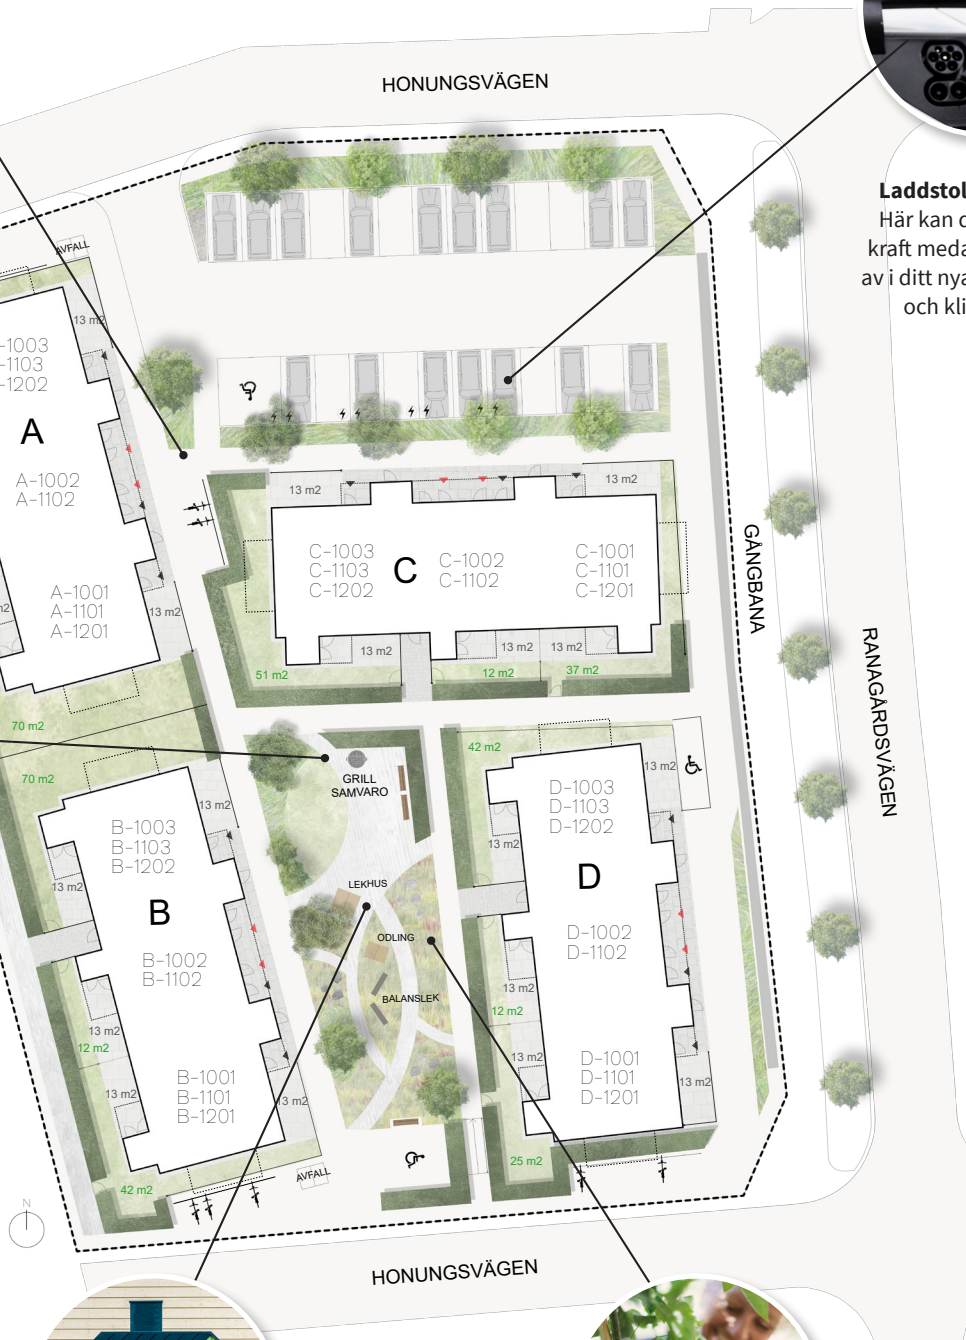 HONUNGSVÄGEN
Laddstol
Här kan d
kraft meda
av i ditt nya
och kli
AVFALL
13 m2
-1003
-1103
-1202
A
A-1002
A-1102
A-1001
A-1101
A-1201
13 m2
70 m2
70 m2
13 m2
13 m2
C-1003
C-1103
C-1202
C
C-1002
C-1102
C-1001
C-1101
C-1201
13 m2
13 m2
13 m2
51 m2
12 m2
37 m2
GÅNGBANA
RANAGÅRDSVÄGEN
GRILL
SAMVARO
LEKHUS
ODLING
BALANSLEK
13 m2
B-1003
B-1103
B-1202
13 m2
B
B-1002
B-1102
13 m2
12 m2
B-1001
B-1101
B-1201
13 m2
13 m2
42 m2
AVFALL
42 m2
13 m2
D-1003
D-1103
D-1202
13 m2
D
D-1002
D-1102
13 m2
12 m2
D-1001
D-1101
D-1201
13 m2
13 m2
25 m2
N
HONUNGSVÄGEN